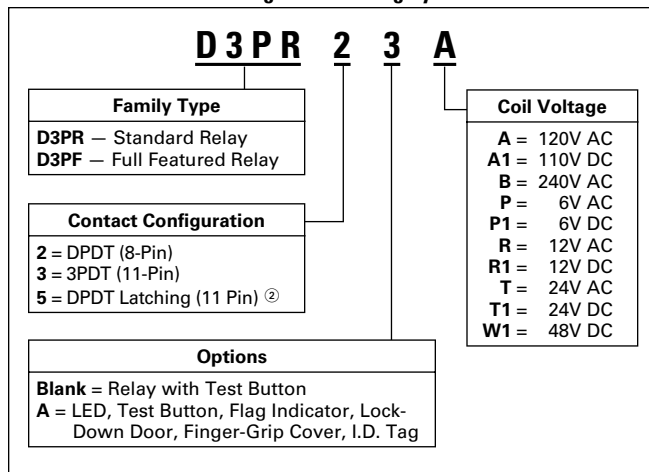 D3PR 2 3 A
Family Type
D3PR — Standard Relay
D3PF — Full Featured Relay
Contact Configuration
2 = DPDT (8-Pin)
3 = 3PDT (11-Pin)
5 = DPDT Latching (11 Pin) ②
Options
Blank = Relay with Test Button
A = LED, Test Button, Flag Indicator, Lock-
Down Door, Finger-Grip Cover, I.D. Tag
Coil Voltage
A = 120V AC
A1 = 110V DC
B = 240V AC
P = 6V AC
P1 = 6V DC
R = 12V AC
R1 = 12V DC
T = 24V AC
T1 = 24V DC
W1 = 48V DC